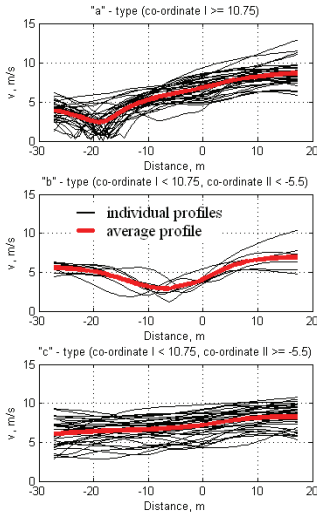 "a" - type (co-ordinate I >= 10.75)
15
10
5
0
v, m/s
-30 -20 -10 0 10 20
Distance, m
"b" - type (co-ordinate I < 10.75, co-ordinate II < -5.5)
15
10
5
0
v, m/s
individual profiles
average profile
-30 -20 -10 0 10 20
Distance, m
"c" - type (co-ordinate I < 10.75, co-ordinate II >= -5.5)
15
10
5
0
v, m/s
-30 -20 -10 0 10 20
Distance, m